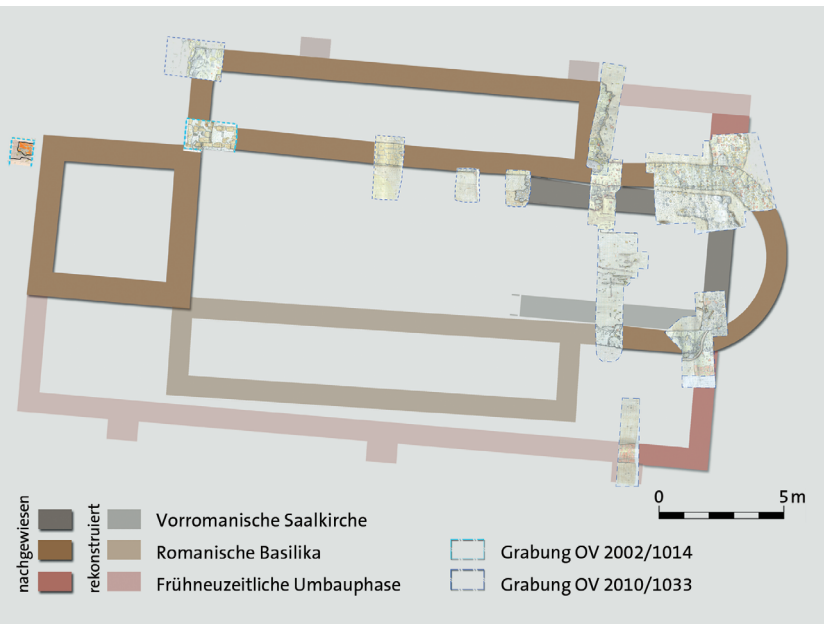 0 5 m
nachgewiesen
rekonstruiert
Vorromanische Saalkirche
Romanische Basilika
Frühneuzeitliche Umbauphase
Grabung OV 2002/1014
Grabung OV 2010/1033